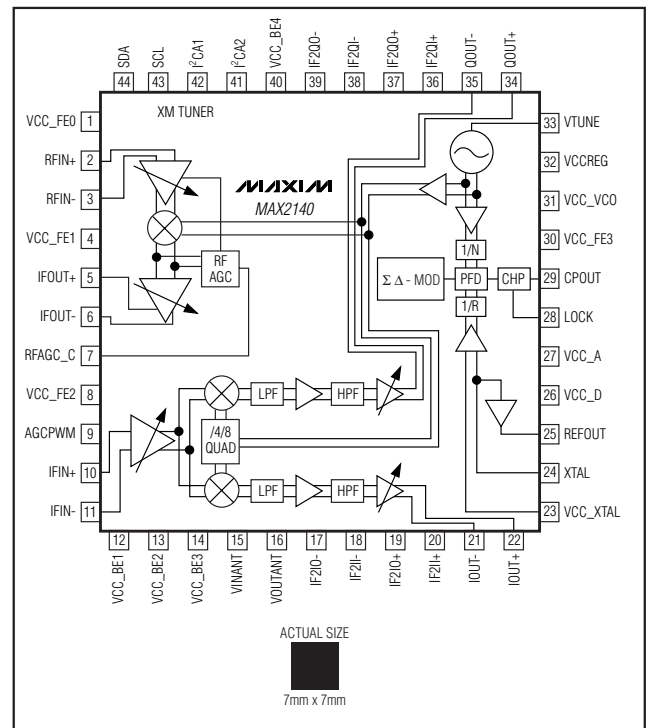 SDA
SCL
I²CA1
I²CA2
VCC_BE4
IF2QO-
IF2QI-
IF2QO+
IF2QI+
QOUT-
QOUT+
44
43
42
41
40
39
38
37
36
35
34
XM TUNER
VCC_FE0 1
RFIN+ 2
RFIN- 3
VCC_FE1 4
IFOUT+ 5
IFOUT- 6
RFAGC_C 7
VCC_FE2 8
AGCPWM 9
IFIN+ 10
IFIN- 11
MAXIM
MAX2140
RF
AGC
1/N
Σ Δ - MOD
PFD
CHP
1/R
LPF
HPF
/4/8
QUAD
LPF
HPF
33 VTUNE
32 VCCREG
31 VCC_VCO
30 VCC_FE3
29 CPOUT
28 LOCK
27 VCC_A
26 VCC_D
25 REFOUT
24 XTAL
23 VCC_XTAL
12
13
14
15
16
17
18
19
20
21
22
VCC_BE1
VCC_BE2
VCC_BE3
VINANT
VOUTANT
IF2IO-
IF2II-
IF2IO+
IF2II+
IOUT-
IOUT+
ACTUAL SIZE
7mm x 7mm